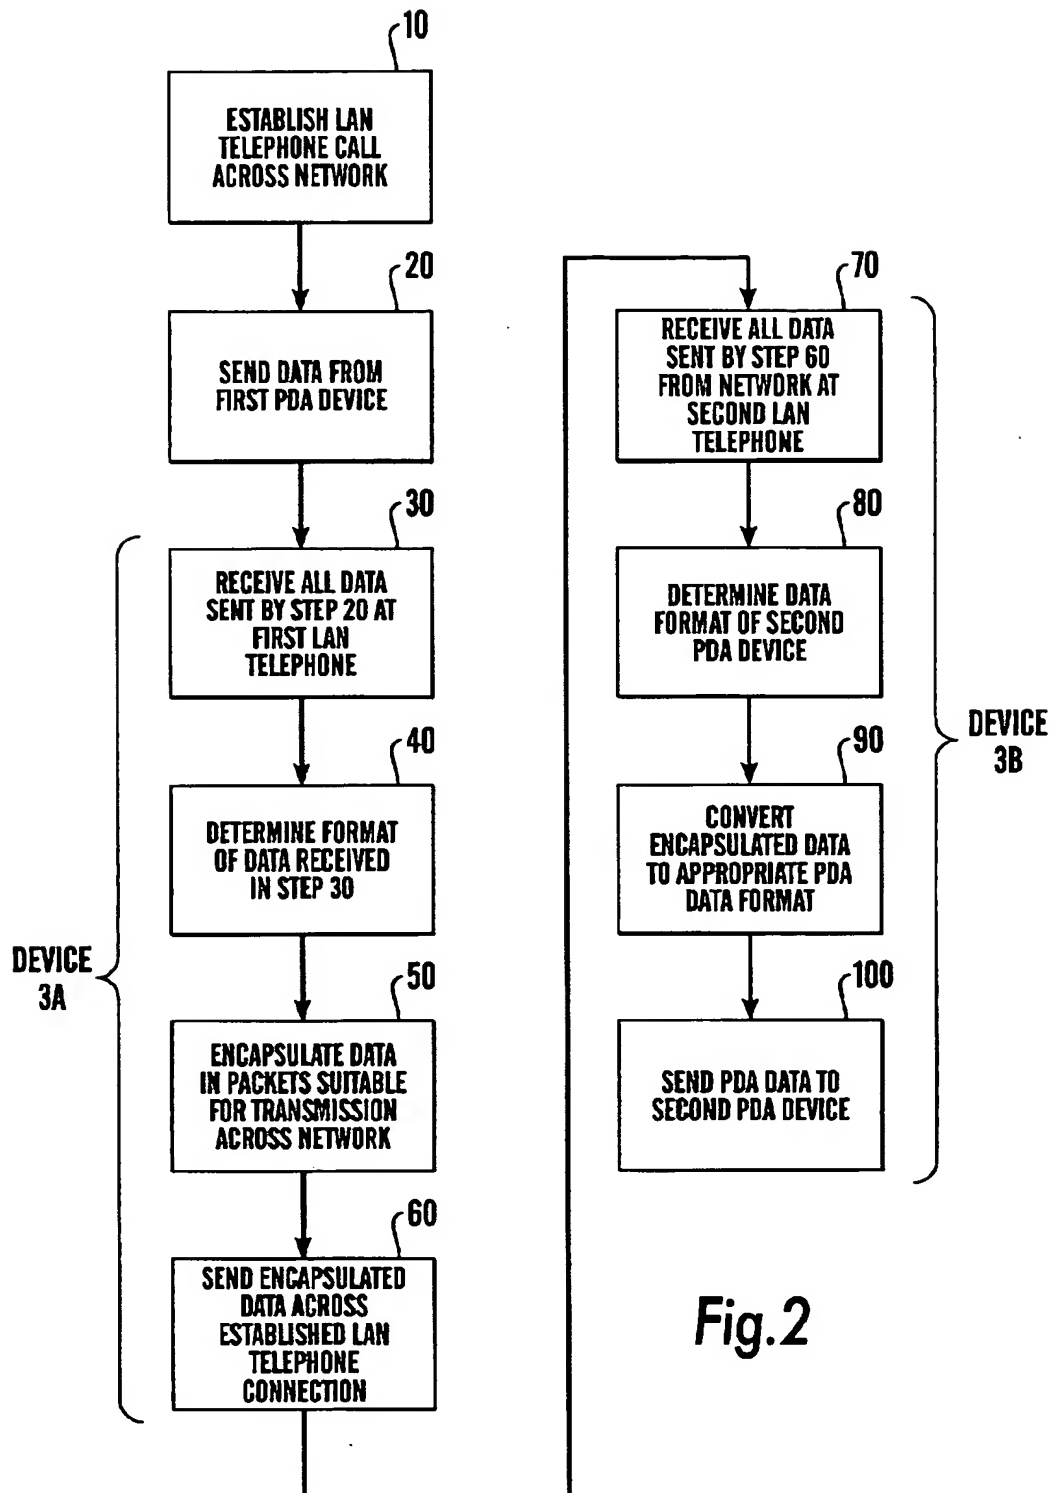 10
ESTABLISH LAN
TELEPHONE CALL
ACROSS NETWORK
20
SEND DATA FROM
FIRST PDA DEVICE
30
RECEIVE ALL DATA
SENT BY STEP 20 AT
FIRST LAN
TELEPHONE
40
DETERMINE FORMAT
OF DATA RECEIVED
IN STEP 30
DEVICE
3A
50
ENCAPSULATE DATA
IN PACKETS SUITABLE
FOR TRANSMISSION
ACROSS NETWORK
60
SEND ENCAPSULATED
DATA ACROSS
ESTABLISHED LAN
TELEPHONE
CONNECTION
70
RECEIVE ALL DATA
SENT BY STEP 60
FROM NETWORK AT
SECOND LAN
TELEPHONE
80
DETERMINE DATA
FORMAT OF SECOND
PDA DEVICE
DEVICE
3B
90
CONVERT
ENCAPSULATED DATA
TO APPROPRIATE PDA
DATA FORMAT
100
SEND PDA DATA TO
SECOND PDA DEVICE
Fig.2